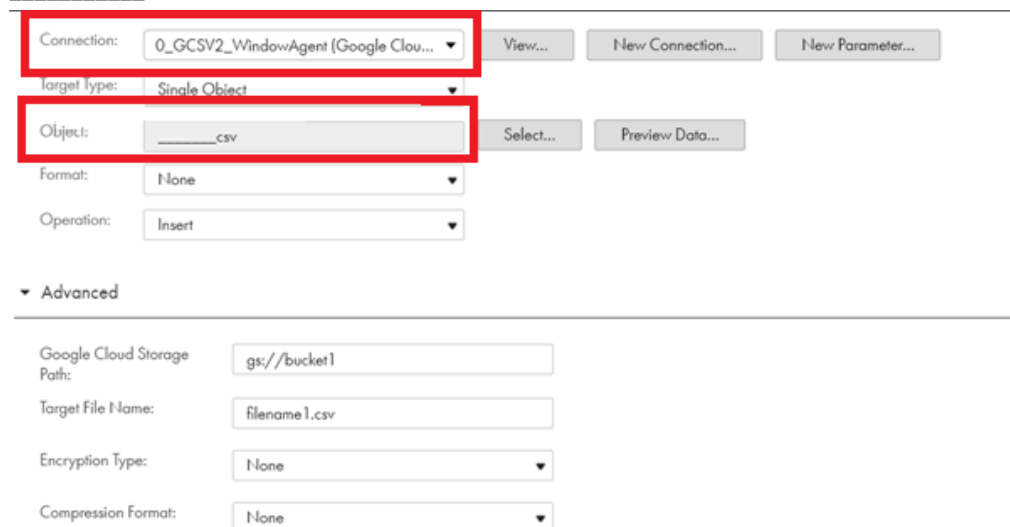 Connection: 0_GCSV2_WindowAgent (Google Clou... View... New Connection... New Parameter...
Target Type: Single Object
Object: _______csv Select... Preview Data...
Format: None
Operation: Insert
Advanced
Google Cloud Storage
Path: gs://bucket1
Target File Name: filename1.csv
Encryption Type: None
Compression Format: None